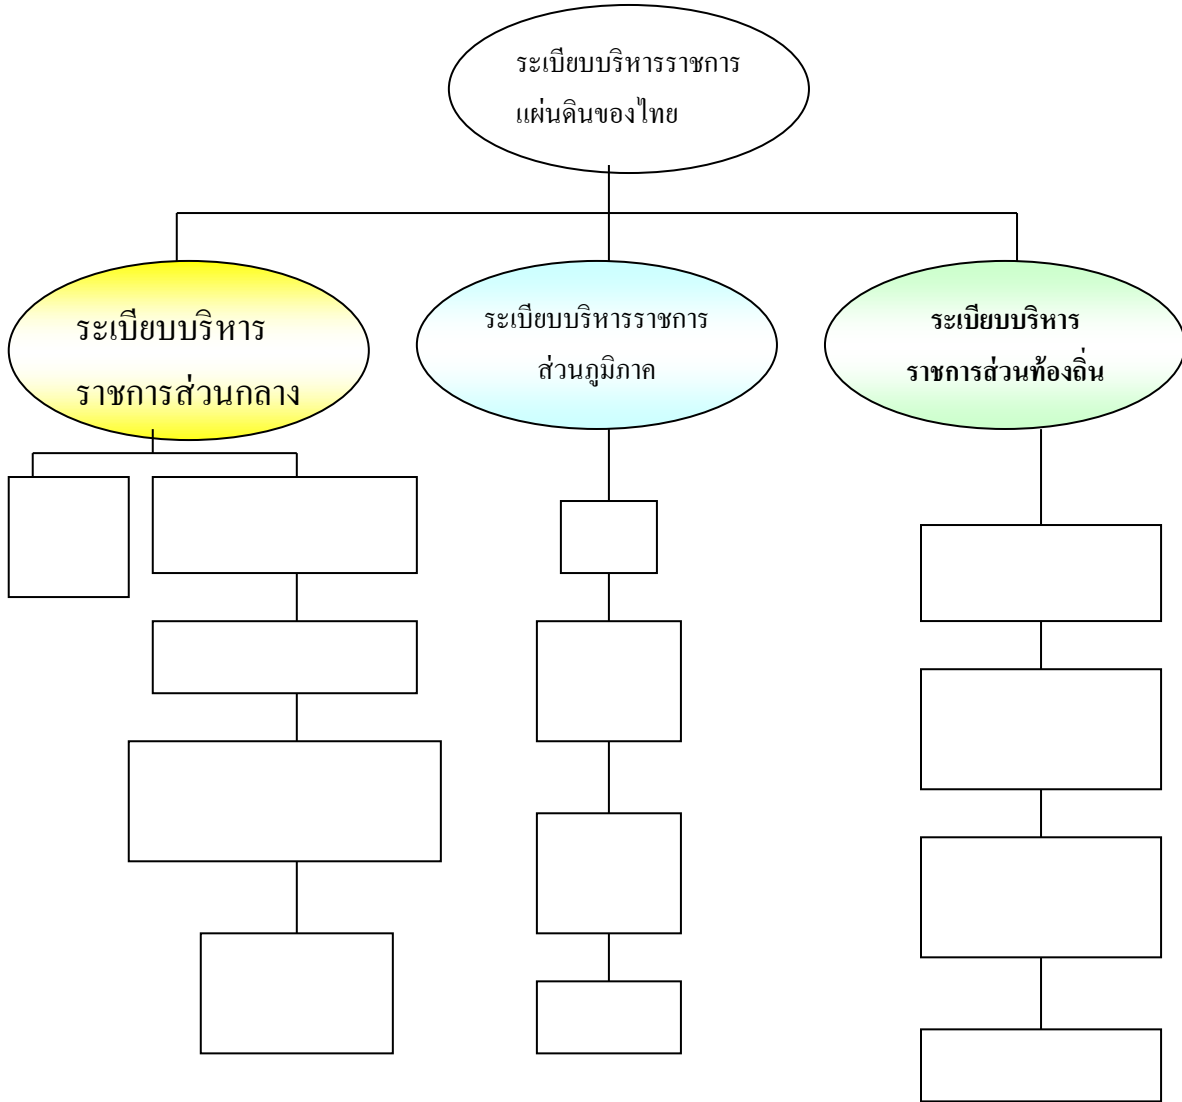 ระเบียบบริหารราชการ
แผ่นดินของไทย
ระเบียบบริหาร
ราชการส่วนกลาง
ระเบียบบริหารราชการ
ส่วนภูมิภาค
ระเบียบบริหาร
ราชการส่วนท้องถิ่น